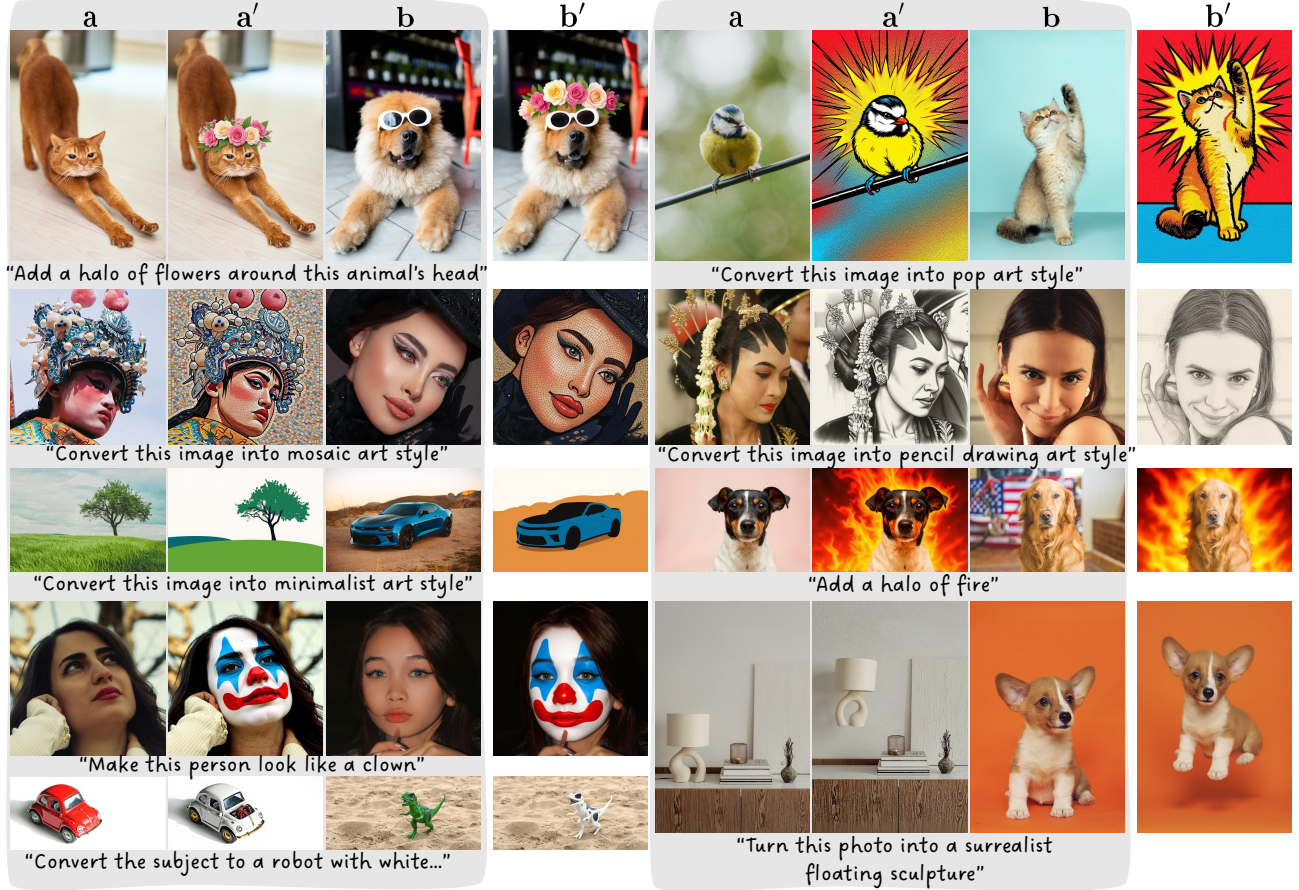 a a′ b b′ a a′ b b′
“Add a halo of flowers around this animal's head”
“Convert this image into pop art style”
“Convert this image into mosaic art style”
“Convert this image into pencil drawing art style”
“Convert this image into minimalist art style”
“Add a halo of fire”
“Make this person look like a clown”
“Convert the subject to a robot with white...”
“Turn this photo into a surrealist
floating sculpture”